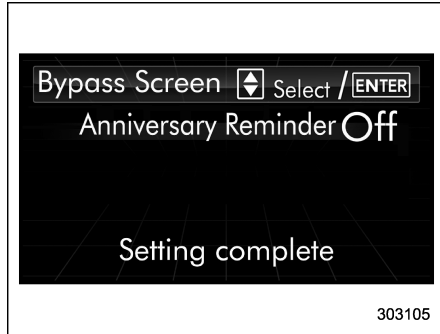 Bypass Screen Select / ENTER
Anniversary Reminder Off
Setting complete
303105